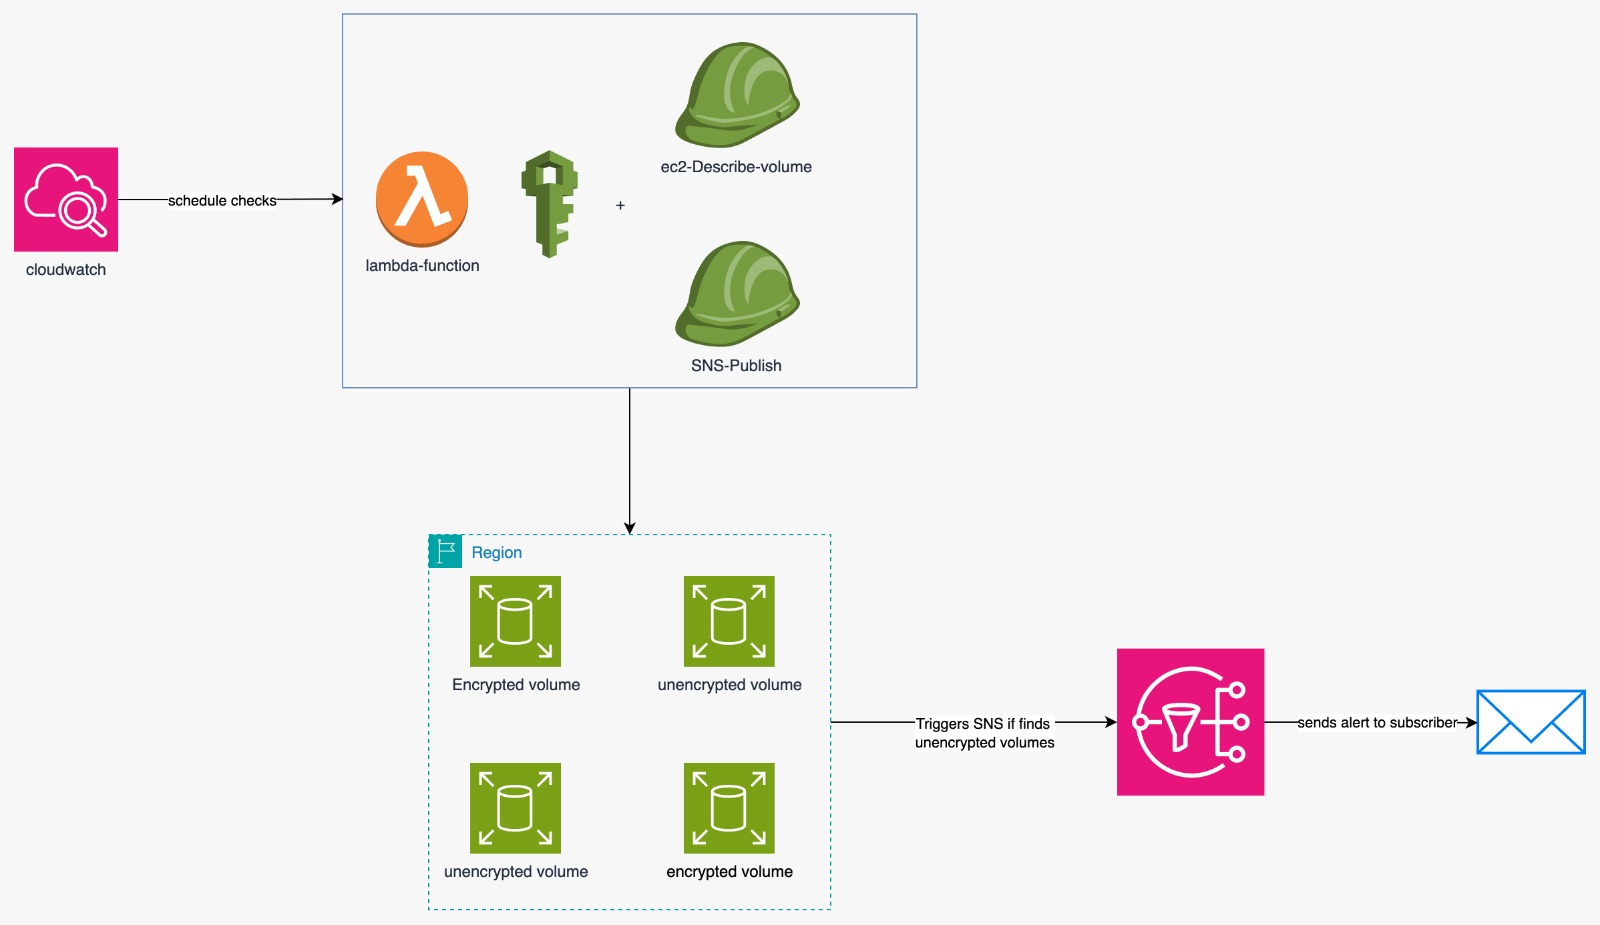 cloudwatch
schedule checks
lambda-function
+
ec2-Describe-volume
SNS-Publish
Region
Encrypted volume
unencrypted volume
unencrypted volume
encrypted volume
Triggers SNS if finds
unencrypted volumes
sends alert to subscriber